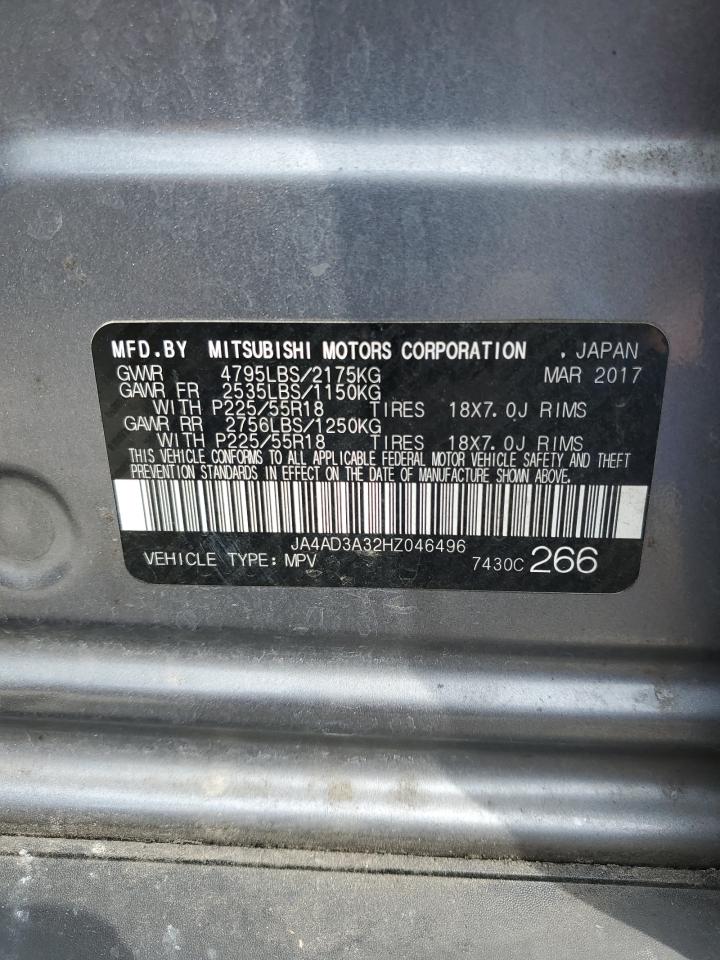 MFD.BY MITSUBISHI MOTORS CORPORATION . JAPAN
GVWR 4795LBS/2175KG MAR 2017
GAWR FR 2535LBS/1150KG
WITH P225/55R18 TIRES 18X7.0J RIMS
GAWR RR 2756LBS/1250KG
WITH P225/55R18 TIRES 18X7.0J RIMS
THIS VEHICLE CONFORMS TO ALL APPLICABLE FEDERAL MOTOR VEHICLE SAFETY AND THEFT
PREVENTION STANDARDS IN EFFECT ON THE DATE OF MANUFACTURE SHOWN ABOVE.
JA4AD3A32HZ046496
VEHICLE TYPE: MPV 7430C 266